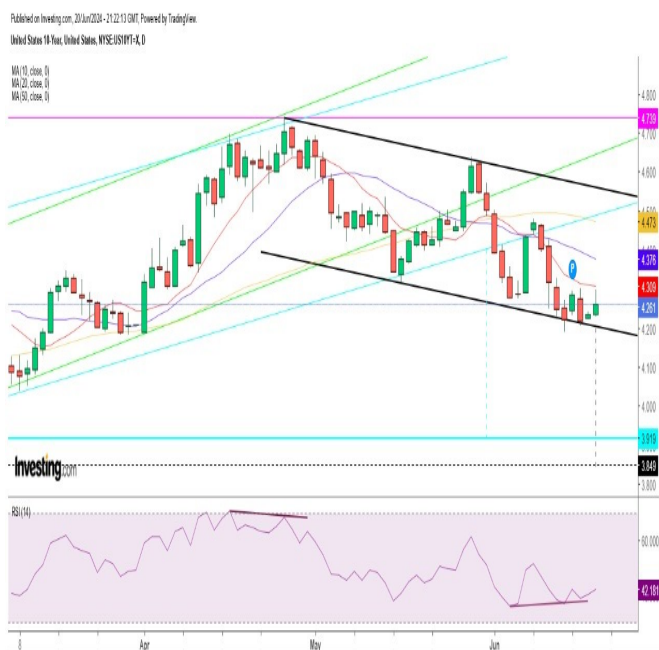 Published on Investing.com, 20/Jun/2024 - 21:22:13 GMT, Powered by TradingView.
United States 10-Year, United States, NYSE:US10YT=X, D
MA (10, close, 0)
MA (20, close, 0)
MA (50, close, 0)
4.800
4.739
4.700
4.600
4.473
4.400
4.376
4.309
4.261
4.200
4.100
4.000
3.919
3.849
3.800
P
Investing.com
RSI (14)
60.000
42.181
8
Apr
May
Jun